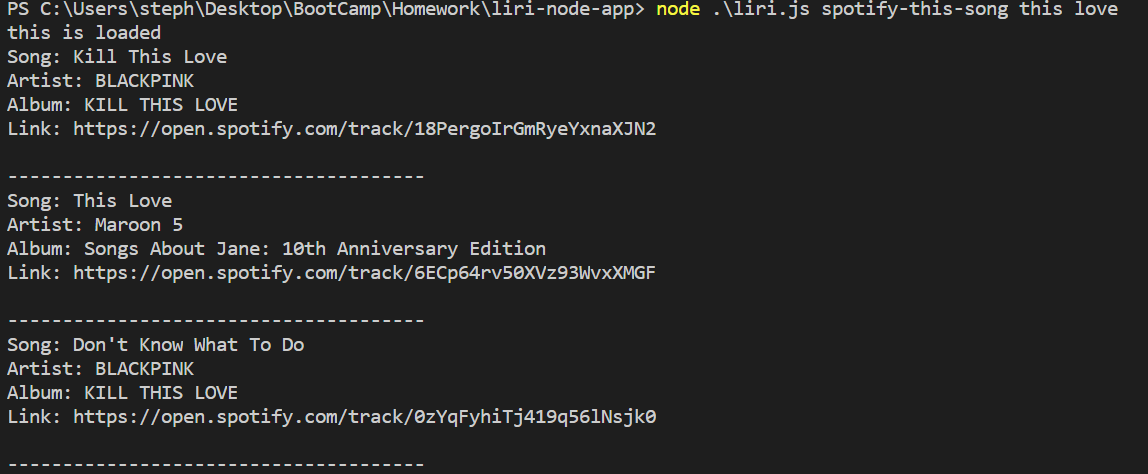 PS C:\Users\steph\Desktop\BootCamp\Homework\liri-node-app> node .\liri.js spotify-this-song this love
this is loaded
Song: Kill This Love
Artist: BLACKPINK
Album: KILL THIS LOVE
Link: https://open.spotify.com/track/18PergoIrGmRyeYxnaXJN2
--------------------------------------
Song: This Love
Artist: Maroon 5
Album: Songs About Jane: 10th Anniversary Edition
Link: https://open.spotify.com/track/6ECp64rv50XVz93WvxXMGF
--------------------------------------
Song: Don't Know What To Do
Artist: BLACKPINK
Album: KILL THIS LOVE
Link: https://open.spotify.com/track/0zYqFyhiTj419q56lNsjk0
--------------------------------------